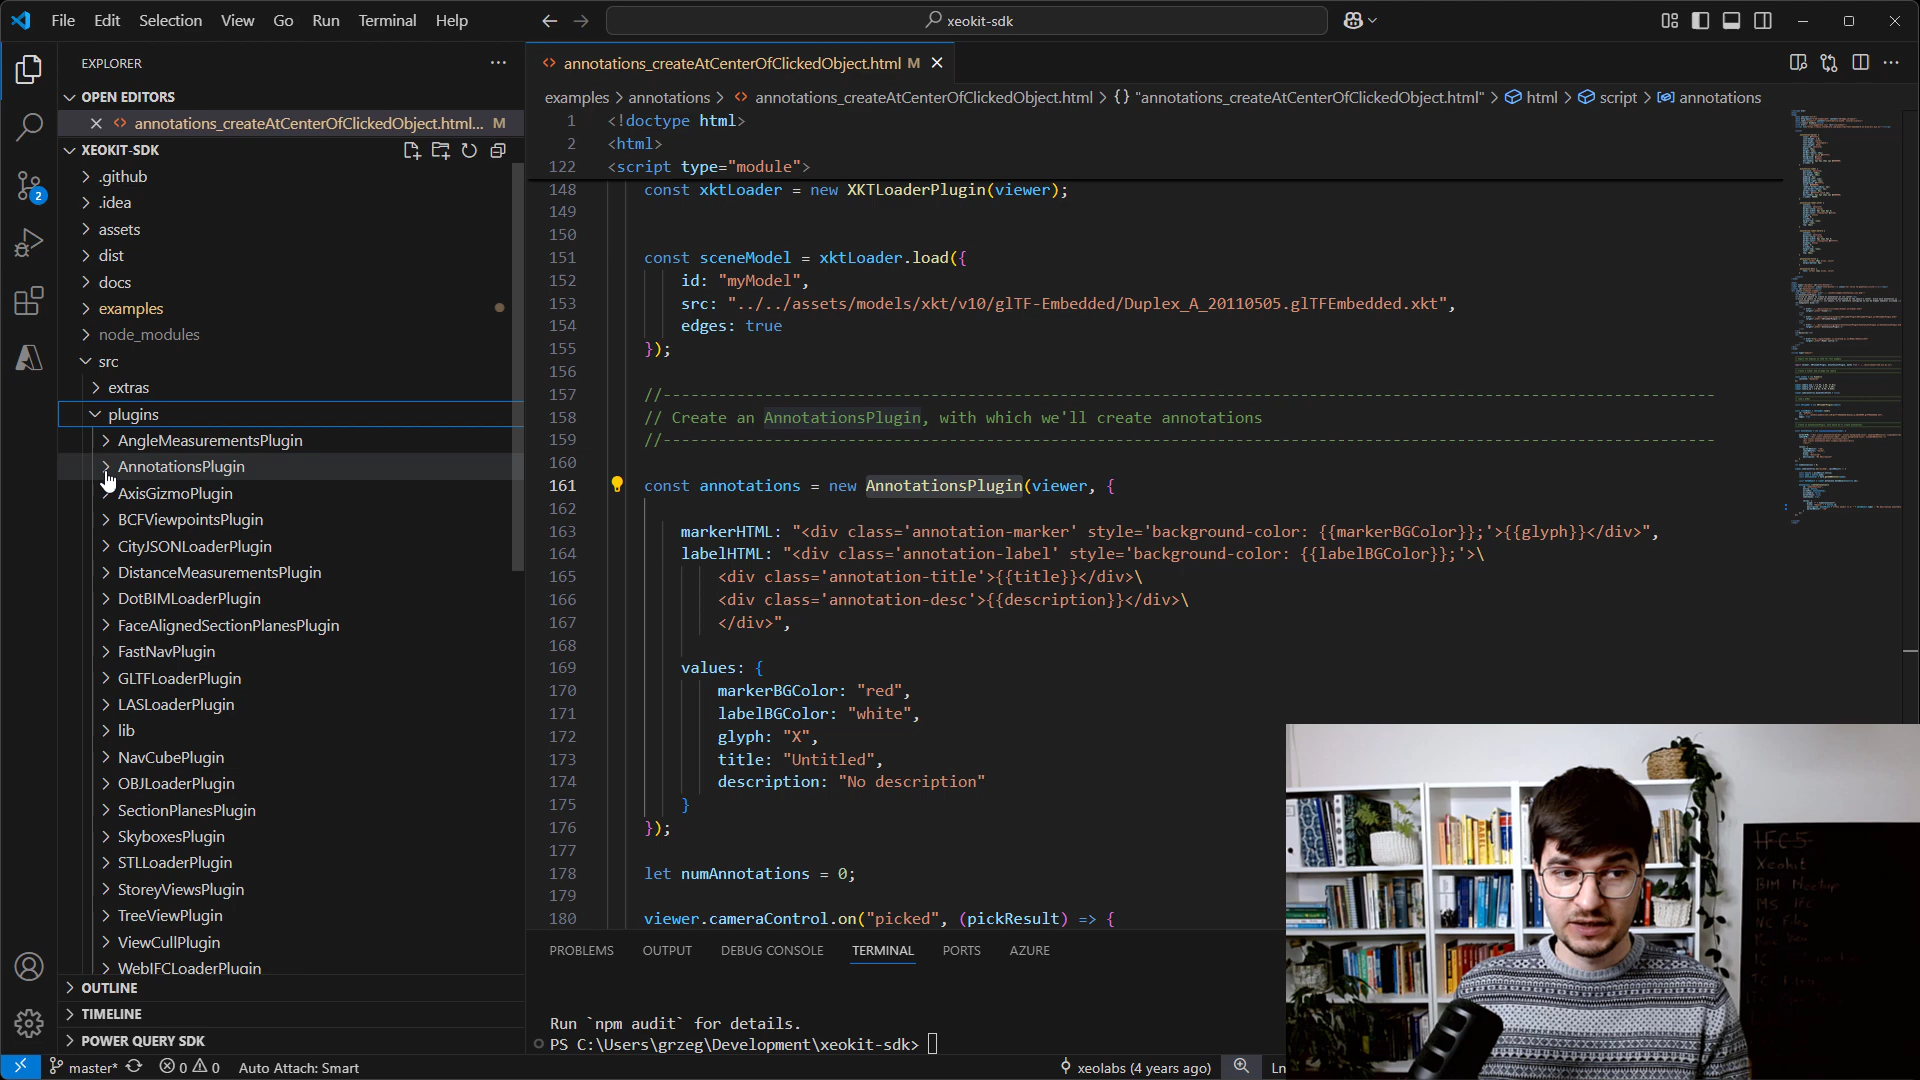 File Edit Selection View Go Run Terminal Help
xeokit-sdk
EXPLORER
OPEN EDITORS
annotations_createAtCenterOfClickedObject.html... M
XEOKIT-SDK
.github
.idea
assets
dist
docs
examples
node_modules
src
extras
plugins
AngleMeasurementsPlugin
AnnotationsPlugin
AxisGizmoPlugin
BCFViewpointsPlugin
CityJSONLoaderPlugin
DistanceMeasurementsPlugin
DotBIMLoaderPlugin
FaceAlignedSectionPlanesPlugin
FastNavPlugin
GLTFLoaderPlugin
LASLoaderPlugin
lib
NavCubePlugin
OBJLoaderPlugin
SectionPlanesPlugin
SkyboxesPlugin
STLLoaderPlugin
StoreyViewsPlugin
TreeViewPlugin
ViewCullPlugin
WebIFCLoaderPlugin
OUTLINE
TIMELINE
POWER QUERY SDK
2
annotations_createAtCenterOfClickedObject.html M
examples > annotations > annotations_createAtCenterOfClickedObject.html > {} "annotations_createAtCenterOfClickedObject.html" > html > script > annotations
1 <!doctype html>
2 <html>
122 <script type="module">
148 const xktLoader = new XKTLoaderPlugin(viewer);
149
150
151 const sceneModel = xktLoader.load({
152 id: "myModel",
153 src: "../../assets/models/xkt/v10/glTF-Embedded/Duplex_A_20110505.glTFEmbedded.xkt",
154 edges: true
155 });
156
157 //------------------------------------------------------------------------------------------------------------------
158 // Create an AnnotationsPlugin, with which we'll create annotations
159 //------------------------------------------------------------------------------------------------------------------
160
161 const annotations = new AnnotationsPlugin(viewer, {
162
163 markerHTML: "<div class='annotation-marker' style='background-color: {{markerBGColor}};'>{{glyph}}</div>",
164 labelHTML: "<div class='annotation-label' style='background-color: {{labelBGColor}};'>\
165 <div class='annotation-title'>{{title}}</div>\
166 <div class='annotation-desc'>{{description}}</div>\
167 </div>",
168
169 values: {
170 markerBGColor: "red",
171 labelBGColor: "white",
172 glyph: "X",
173 title: "Untitled",
174 description: "No description"
175 }
176 });
177
178 let numAnnotations = 0;
179
180 viewer.cameraControl.on("picked", (pickResult) => {
PROBLEMS OUTPUT DEBUG CONSOLE TERMINAL PORTS AZURE
Run `npm audit` for details.
PS C:\Users\grzeg\Development\xeokit-sdk>
master* 0 0 Auto Attach: Smart xeolabs (4 years ago) Ln
IFC5
Xeokit
BIM Meetup
MS Ifc
NC Files